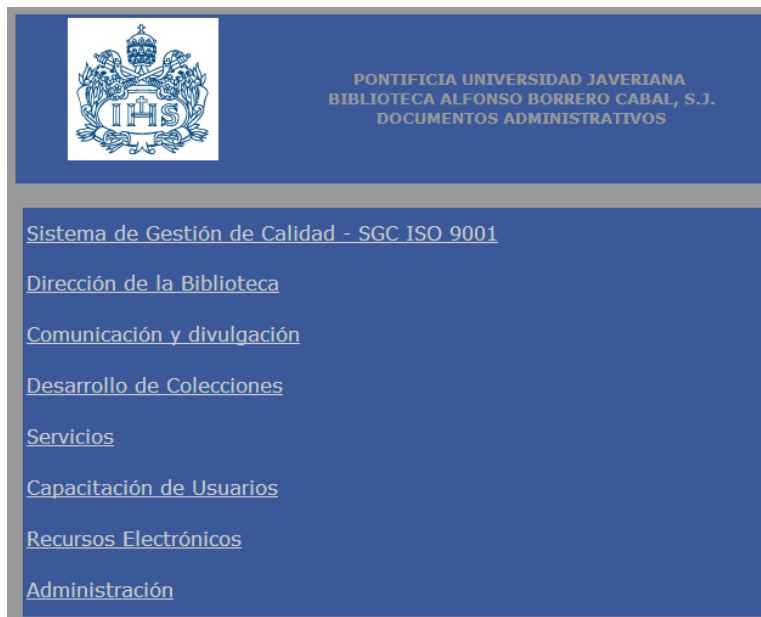 IHS
PONTIFICIA UNIVERSIDAD JAVERIANA
BIBLIOTECA ALFONSO BORRERO CABAL, S.J.
DOCUMENTOS ADMINISTRATIVOS
Sistema de Gestión de Calidad - SGC ISO 9001
Dirección de la Biblioteca
Comunicación y divulgación
Desarrollo de Colecciones
Servicios
Capacitación de Usuarios
Recursos Electrónicos
Administración